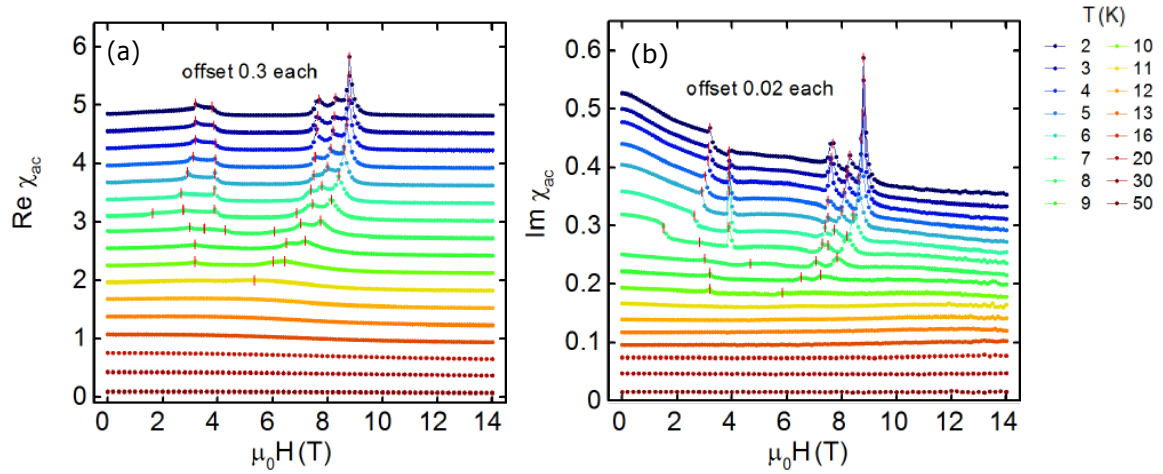 (a)
offset 0.3 each
Re χac
6
5
4
3
2
1
0
0 2 4 6 8 10 12 14
μ0H (T)
(b)
offset 0.02 each
Im χac
0.6
0.5
0.4
0.3
0.2
0.1
0
0 2 4 6 8 10 12 14
μ0H (T)
T (K)
2 10
3 11
4 12
5 13
6 16
7 20
8 30
9 50